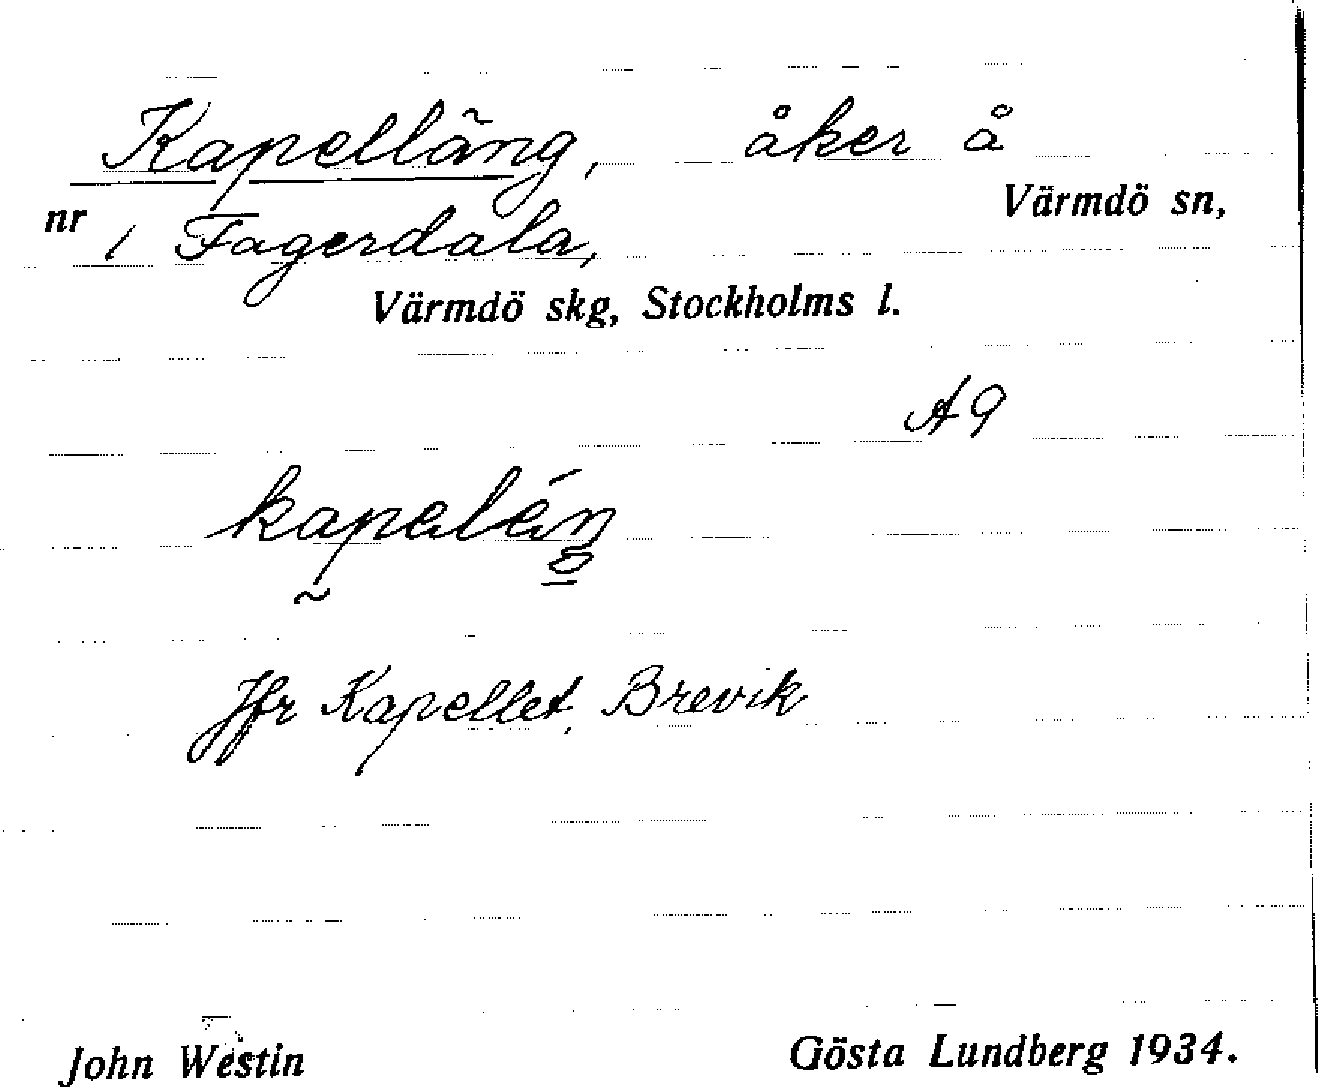 Kapelläng, åker å
Värmdö sn,
nr 1 Fagerdala,
Värmdö skg, Stockholms l.
A9
Jfr Kapellet, Brevik
John Westin
Gösta Lundberg 1934.